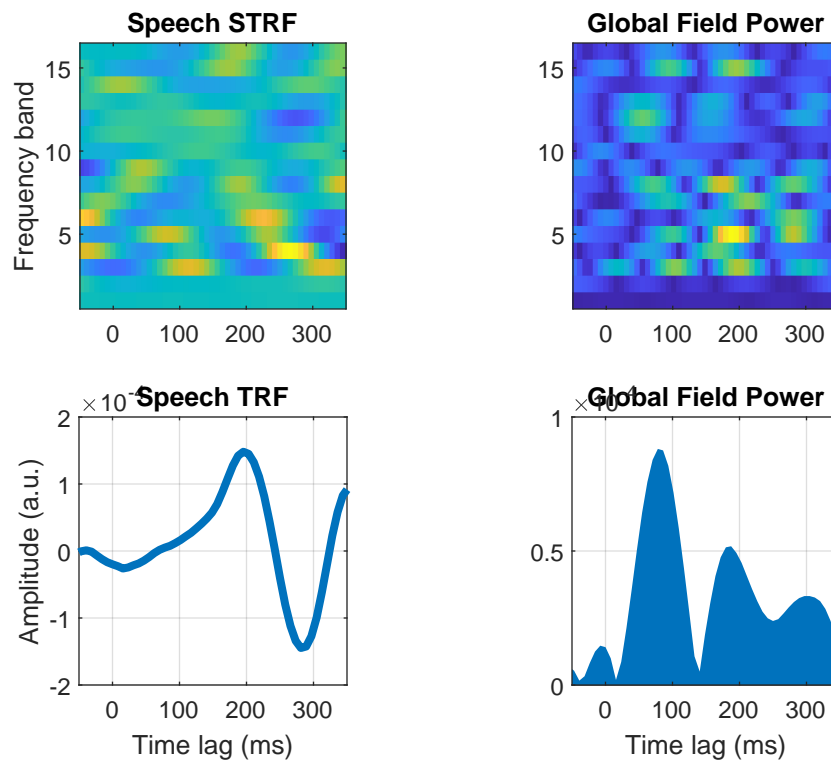 Speech STRF
Frequency band
15
10
5
0 100 200 300
Global Field Power
15
10
5
0 100 200 300
Speech TRF
× 10-4
Amplitude (a.u.)
2
1
0
-1
-2
0 100 200 300
Time lag (ms)
Global Field Power
× 10-4
1
0.5
0
0 100 200 300
Time lag (ms)